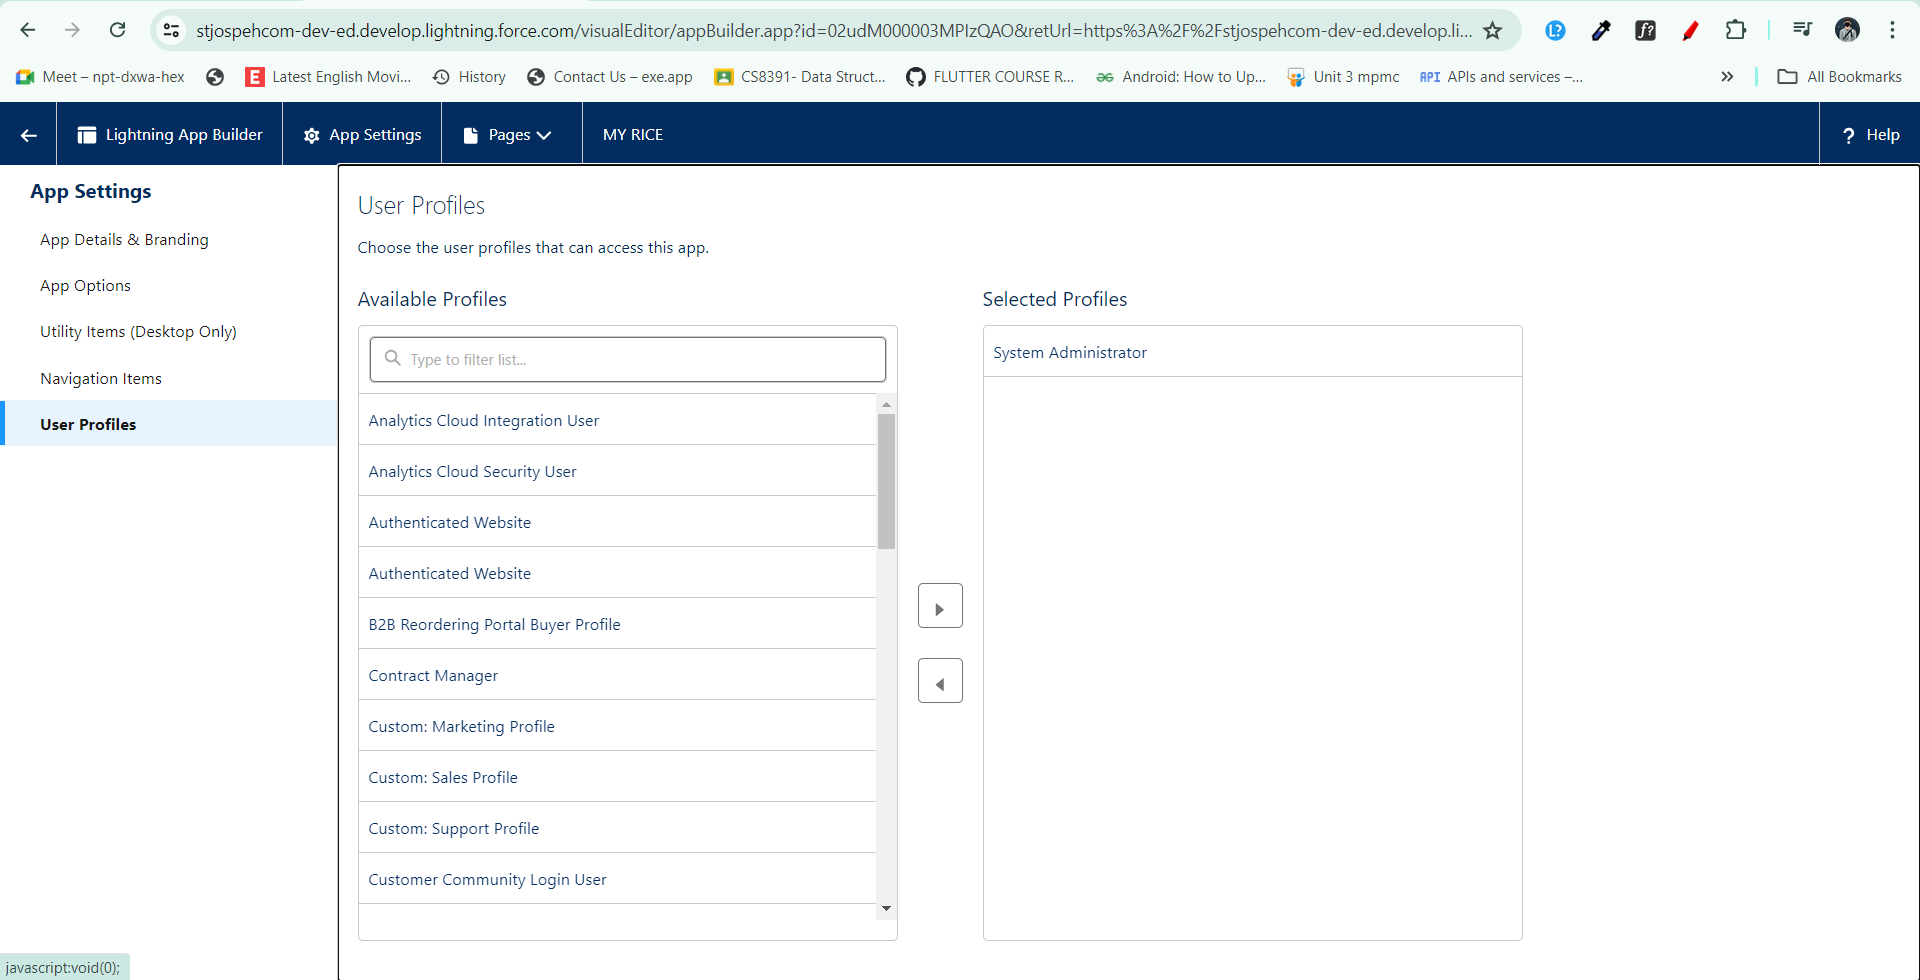 stjospehcom-dev-ed.develop.lightning.force.com/visualEditor/appBuilder.app?id=02udM000003MPlzQAO&retUrl=https%3A%2F%2Fstjospehcom-dev-ed.develop.li...
Meet – npt-dxwa-hex
E Latest English Movi...
History
Contact Us – exe.app
CS8391- Data Struct...
FLUTTER COURSE R...
Android: How to Up...
Unit 3 mpmc
API APIs and services –...
»
All Bookmarks
Lightning App Builder
App Settings
Pages
MY RICE
? Help
App Settings
App Details & Branding
App Options
Utility Items (Desktop Only)
Navigation Items
User Profiles
User Profiles
Choose the user profiles that can access this app.
Available Profiles
Type to filter list...
Analytics Cloud Integration User
Analytics Cloud Security User
Authenticated Website
Authenticated Website
B2B Reordering Portal Buyer Profile
Contract Manager
Custom: Marketing Profile
Custom: Sales Profile
Custom: Support Profile
Customer Community Login User
Selected Profiles
System Administrator
javascript:void(0);